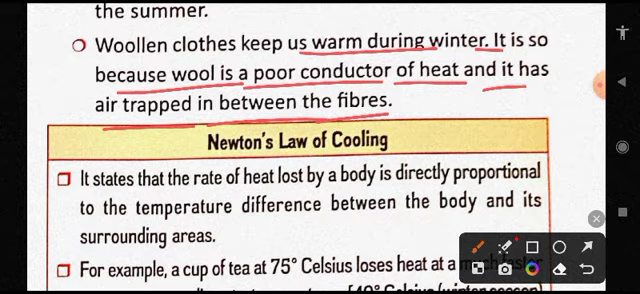 the summer.
Woollen clothes keep us warm during winter. It is so
because wool is a poor conductor of heat and it has
air trapped in between the fibres.
Newton's Law of Cooling
It states that the rate of heat lost by a body is directly proportional
to the temperature difference between the body and its
surrounding areas.
For example, a cup of tea at 75° Celsius loses heat at a much faster